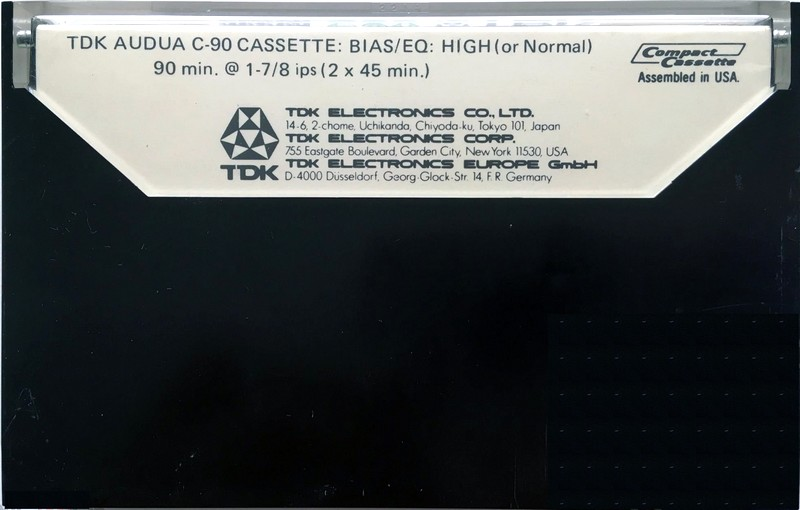 TDK AUDUA C-90 CASSETTE: BIAS/EQ: HIGH (or Normal)
90 min. @ 1-7/8 ips (2 x 45 min.)
Compact
Cassette
Assembled in USA.
TDK
TDK ELECTRONICS CO., LTD.
14-6, 2-chome, Uchikanda, Chiyoda-ku, Tokyo 101, Japan
TDK ELECTRONICS CORP.
755 Eastgate Boulevard, Garden City, New York 11530, USA
TDK ELECTRONICS EUROPE GmbH
D-4000 Düsseldorf, Georg-Glock-Str. 14, F.R. Germany